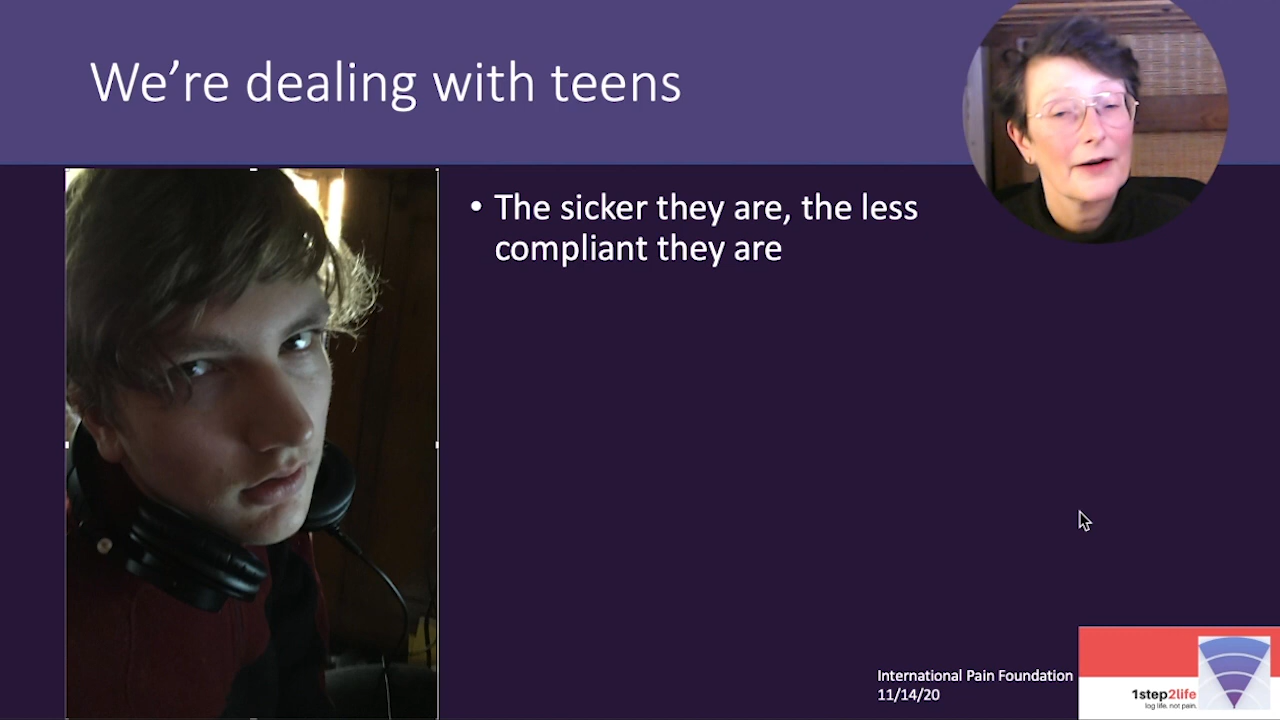 We're dealing with teens
• The sicker they are, the less
compliant they are
International Pain Foundation
11/14/20
1step2life
log life. not pain.